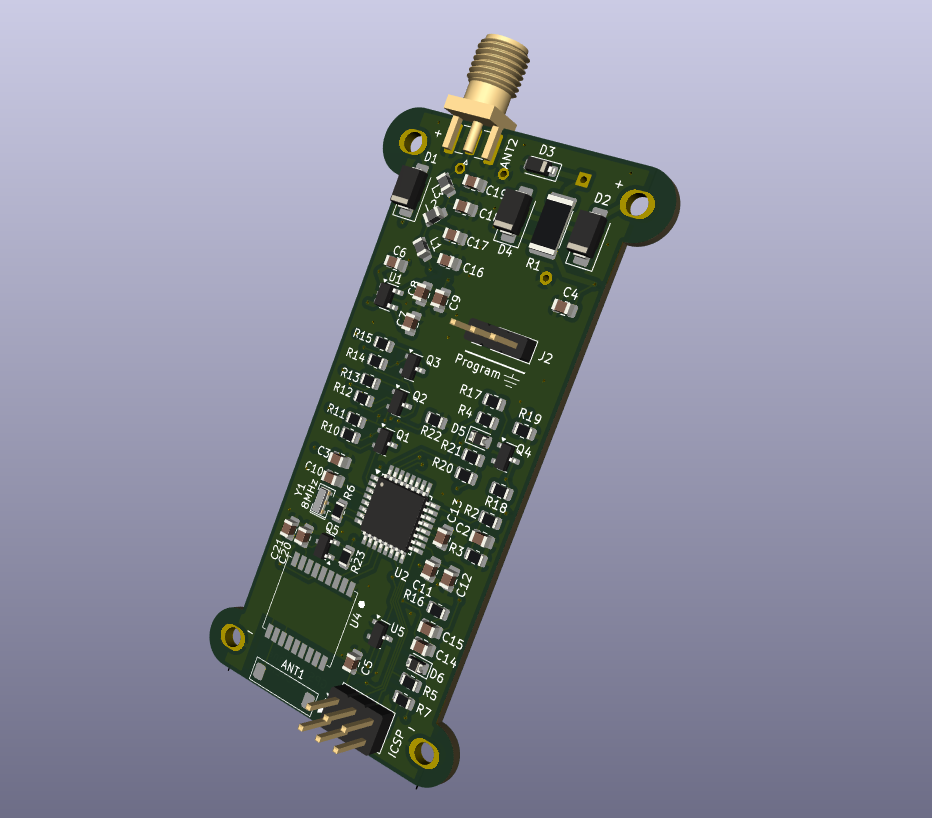 ANT2
+
D3
D1
+
D2
C17
C16
D4
R1
C6
U1
C8
C9
C4
C7
J2
Program
R15
R14
Q3
R13
R12
Q2
R17
R4
R19
R11
R10
Q1
R22
D5
R21
R20
Q4
C3
C10
Y1
8MHz
R6
R18
C13
R2
C2
R3
Q5
C21
C20
R23
U2
C11
C12
R16
U4
U5
C15
C14
C5
D6
R5
R7
ANT1
ICSP
-
-